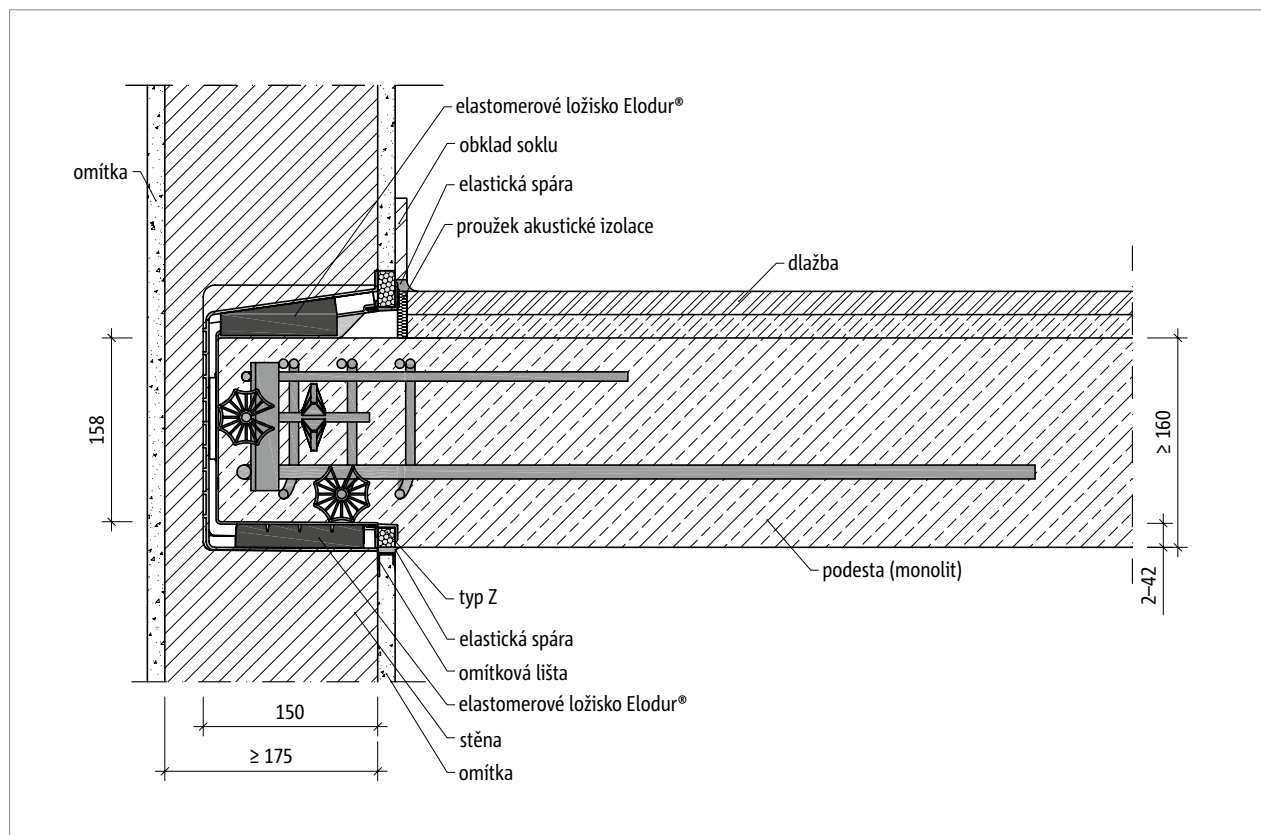 elastomerové ložisko Elodur®
obklad soklu
omítka
elastická spára
proužek akustické izolace
dlažba
158
≥ 160
podesta (monolit)
2–42
typ Z
elastická spára
omítková lišta
elastomerové ložisko Elodur®
150
stěna
≥ 175
omítka